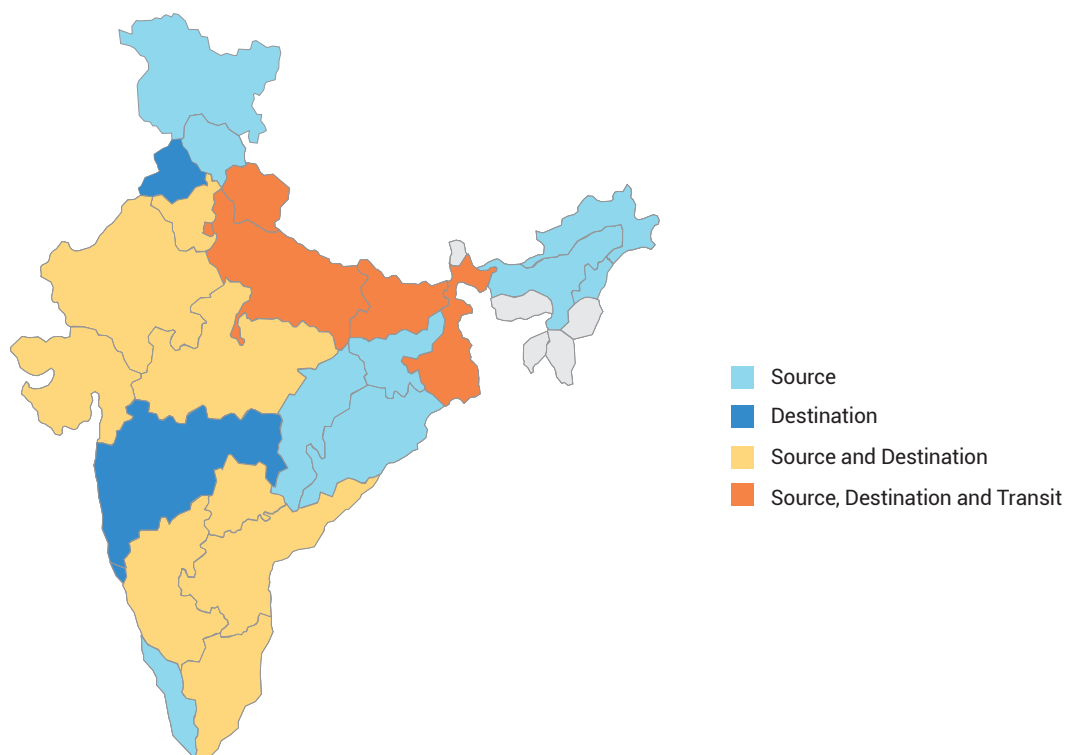 Source
Destination
Source and Destination
Source, Destination and Transit